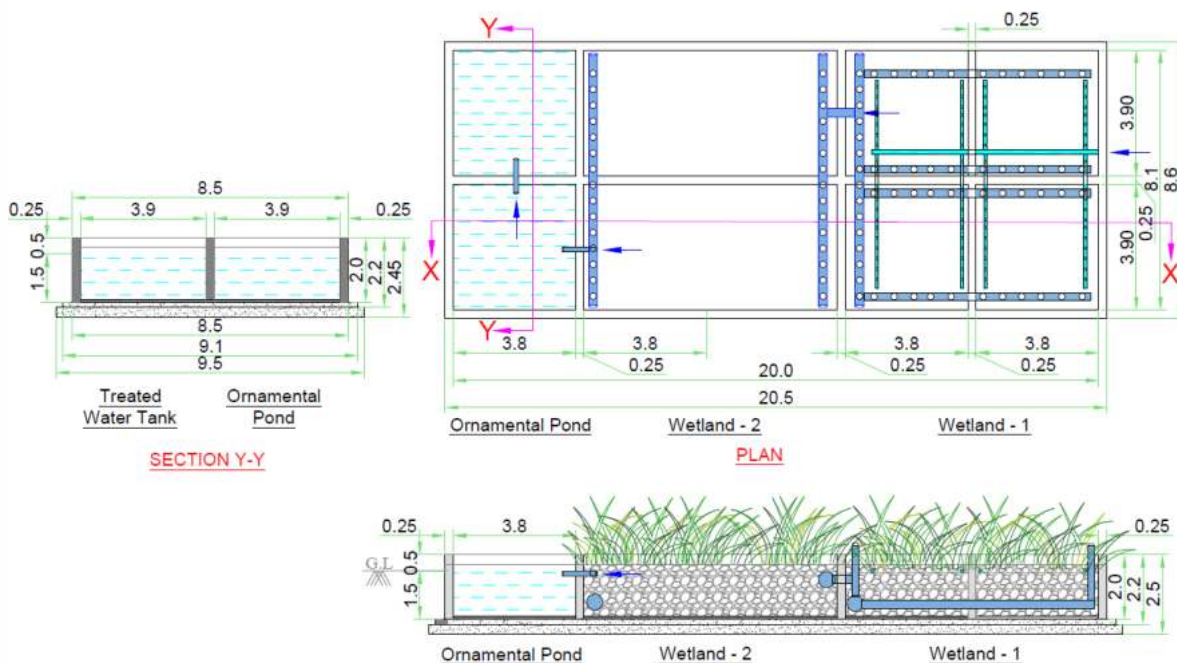 Y
0.25
3.90
8.1
8.6
0.25
3.90
X
X
Y
3.8
0.25
3.8
0.25
3.8
0.25
3.8
20.0
20.5
Ornamental Pond
Wetland - 2
Wetland - 1
PLAN
8.5
0.25
3.9
3.9
0.25
0.5
1.5
2.0
2.2
2.45
8.5
9.1
9.5
Treated
Water Tank
Ornamental
Pond
SECTION Y-Y
0.25
3.8
0.25
G.L
0.5
1.5
2.0
2.2
2.5
Ornamental Pond
Wetland - 2
Wetland - 1